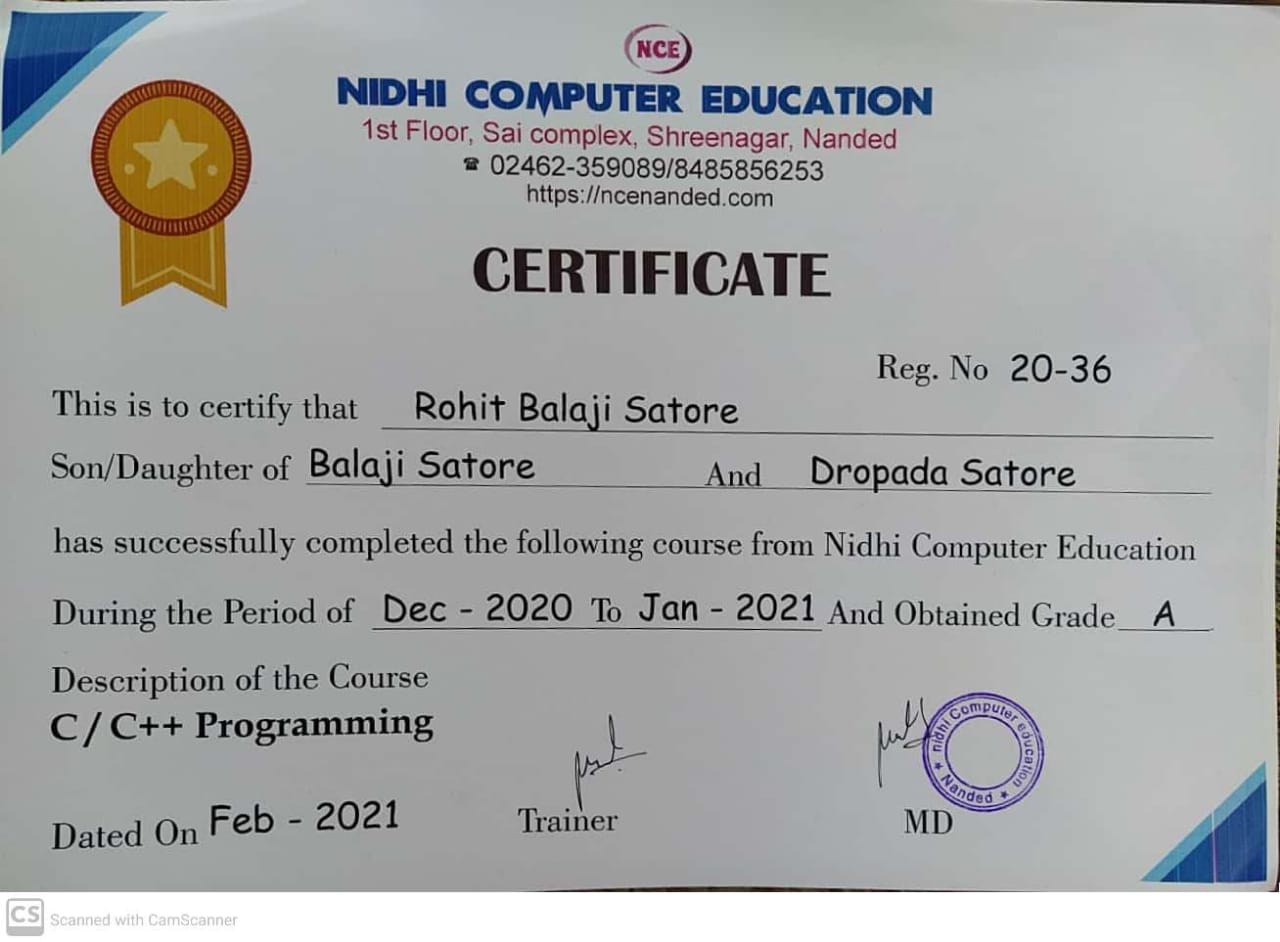 NCE
NIDHI COMPUTER EDUCATION
1st Floor, Sai complex, Shreenagar, Nanded
☎ 02462-359089/8485856253
https://ncenanded.com
CERTIFICATE
Reg. No 20-36
This is to certify that Rohit Balaji Satore
Son/Daughter of Balaji Satore And Dropada Satore
has successfully completed the following course from Nidhi Computer Education
During the Period of Dec - 2020 To Jan - 2021 And Obtained Grade A
Description of the Course
C/C++ Programming
nidhi Computer education ★ Nanded ★
Dated On Feb - 2021 Trainer MD
CS Scanned with CamScanner